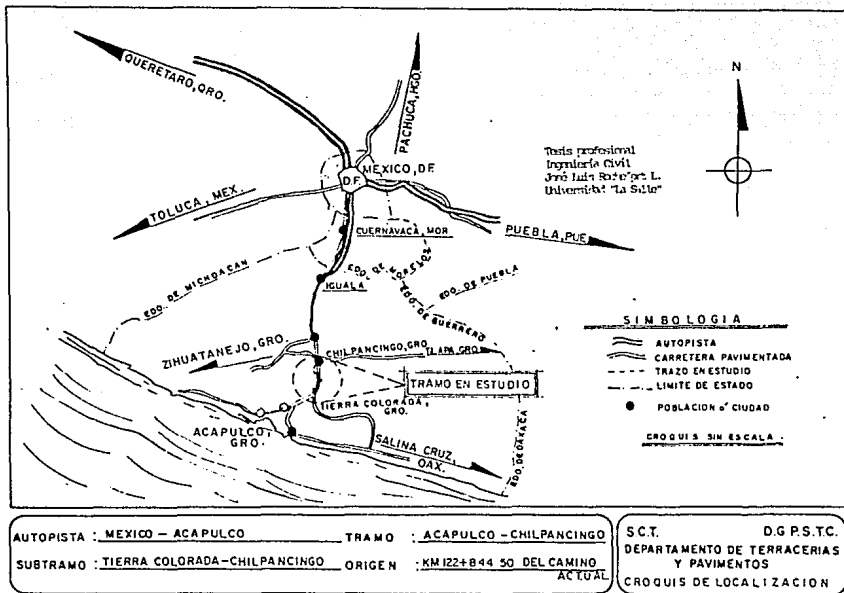 QUERETARO, QRO.
PACHUCA, HGO.
N
MEXICO, DF.
D.F.
Tesis profesional
Ingeniería Civil
José Luis L.
Universidad "La Salle"
TOLUCA, MEX.
CUERNAVACA, MOR
PUEBLA, PUE
EDO. DE MICHOACAN
EDO. DE MORELOS
IGUALA
EDO. DE PUEBLA
EDO. DE GUERRERO
SIMBOLOGIA
AUTOPISTA
CARRETERA PAVIMENTADA
TRAZO EN ESTUDIO
LIMITE DE ESTADO
POBLACION o' CIUDAD
CROQUIS SIN ESCALA
ZIHUATANEJO, GRO.
CHILPANCINGO, GRO
TLAPA, GRO.
TRAMO EN ESTUDIO
TIERRA COLORADA, GRO.
ACAPULCO, GRO.
SALINA CRUZ, OAX.
EDO. DE OAXACA
AUTOPISTA : MEXICO - ACAPULCO
TRAMO : ACAPULCO - CHILPANCINGO
SUBTRAMO : TIERRA COLORADA-CHILPANCINGO
ORIGEN : KM 122+844 50 DEL CAMINO ACTUAL
S.C.T. D.G P.S.T.C.
DEPARTAMENTO DE TERRACERIAS
Y PAVIMENTOS
CROQUIS DE LOCALIZACION